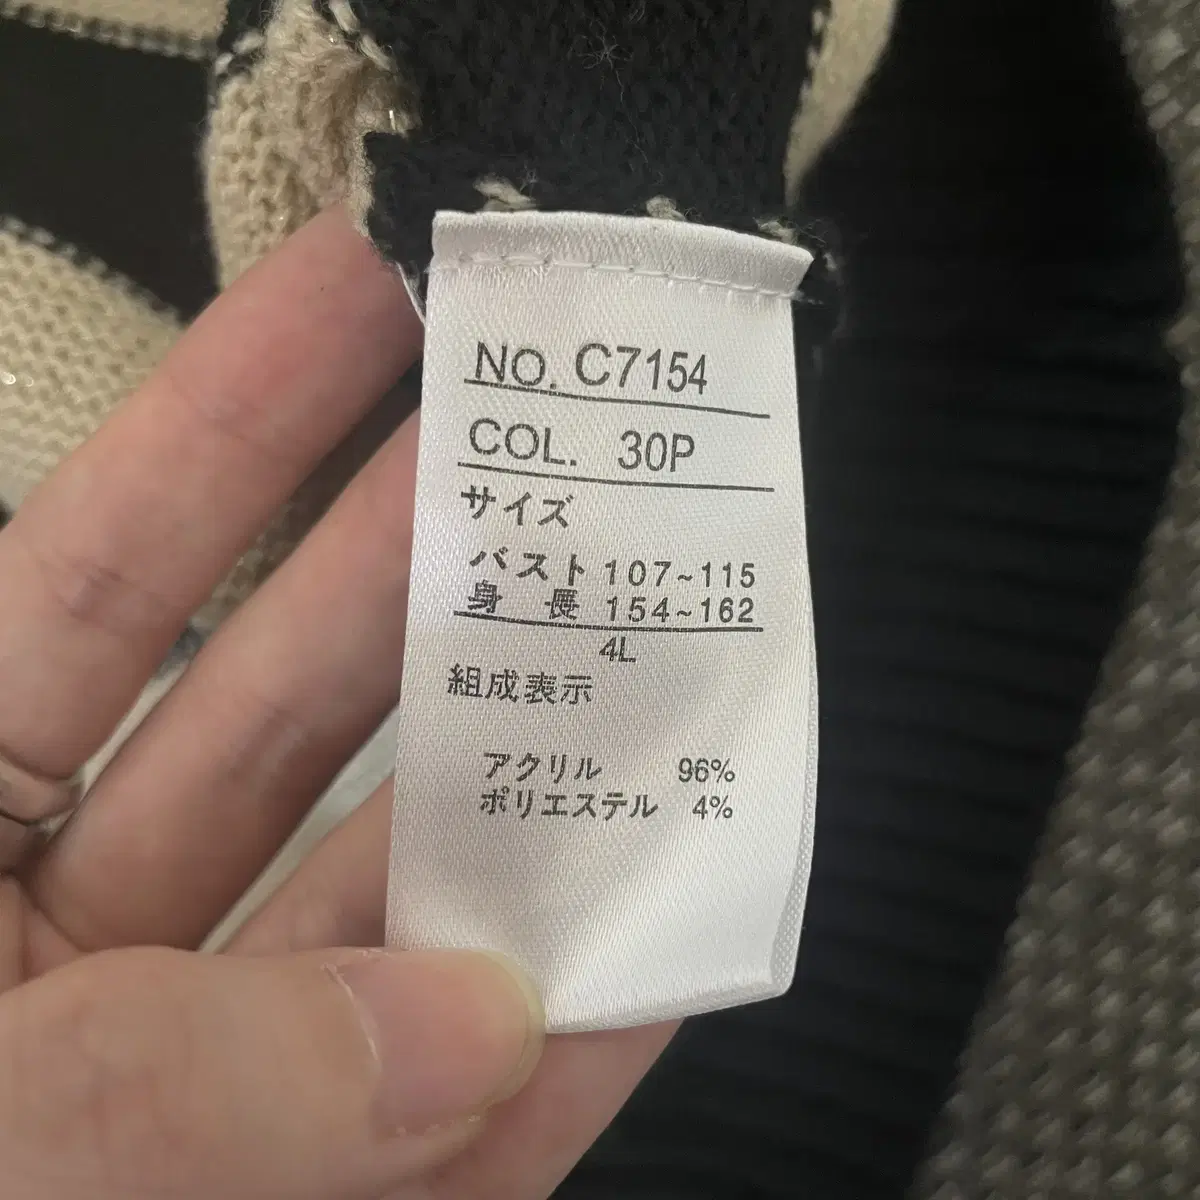 NO. C7154
COL. 30P
サイズ
バスト 107~115
身 長 154~162
4L
組成表示
アクリル 96%
ポリエステル 4%